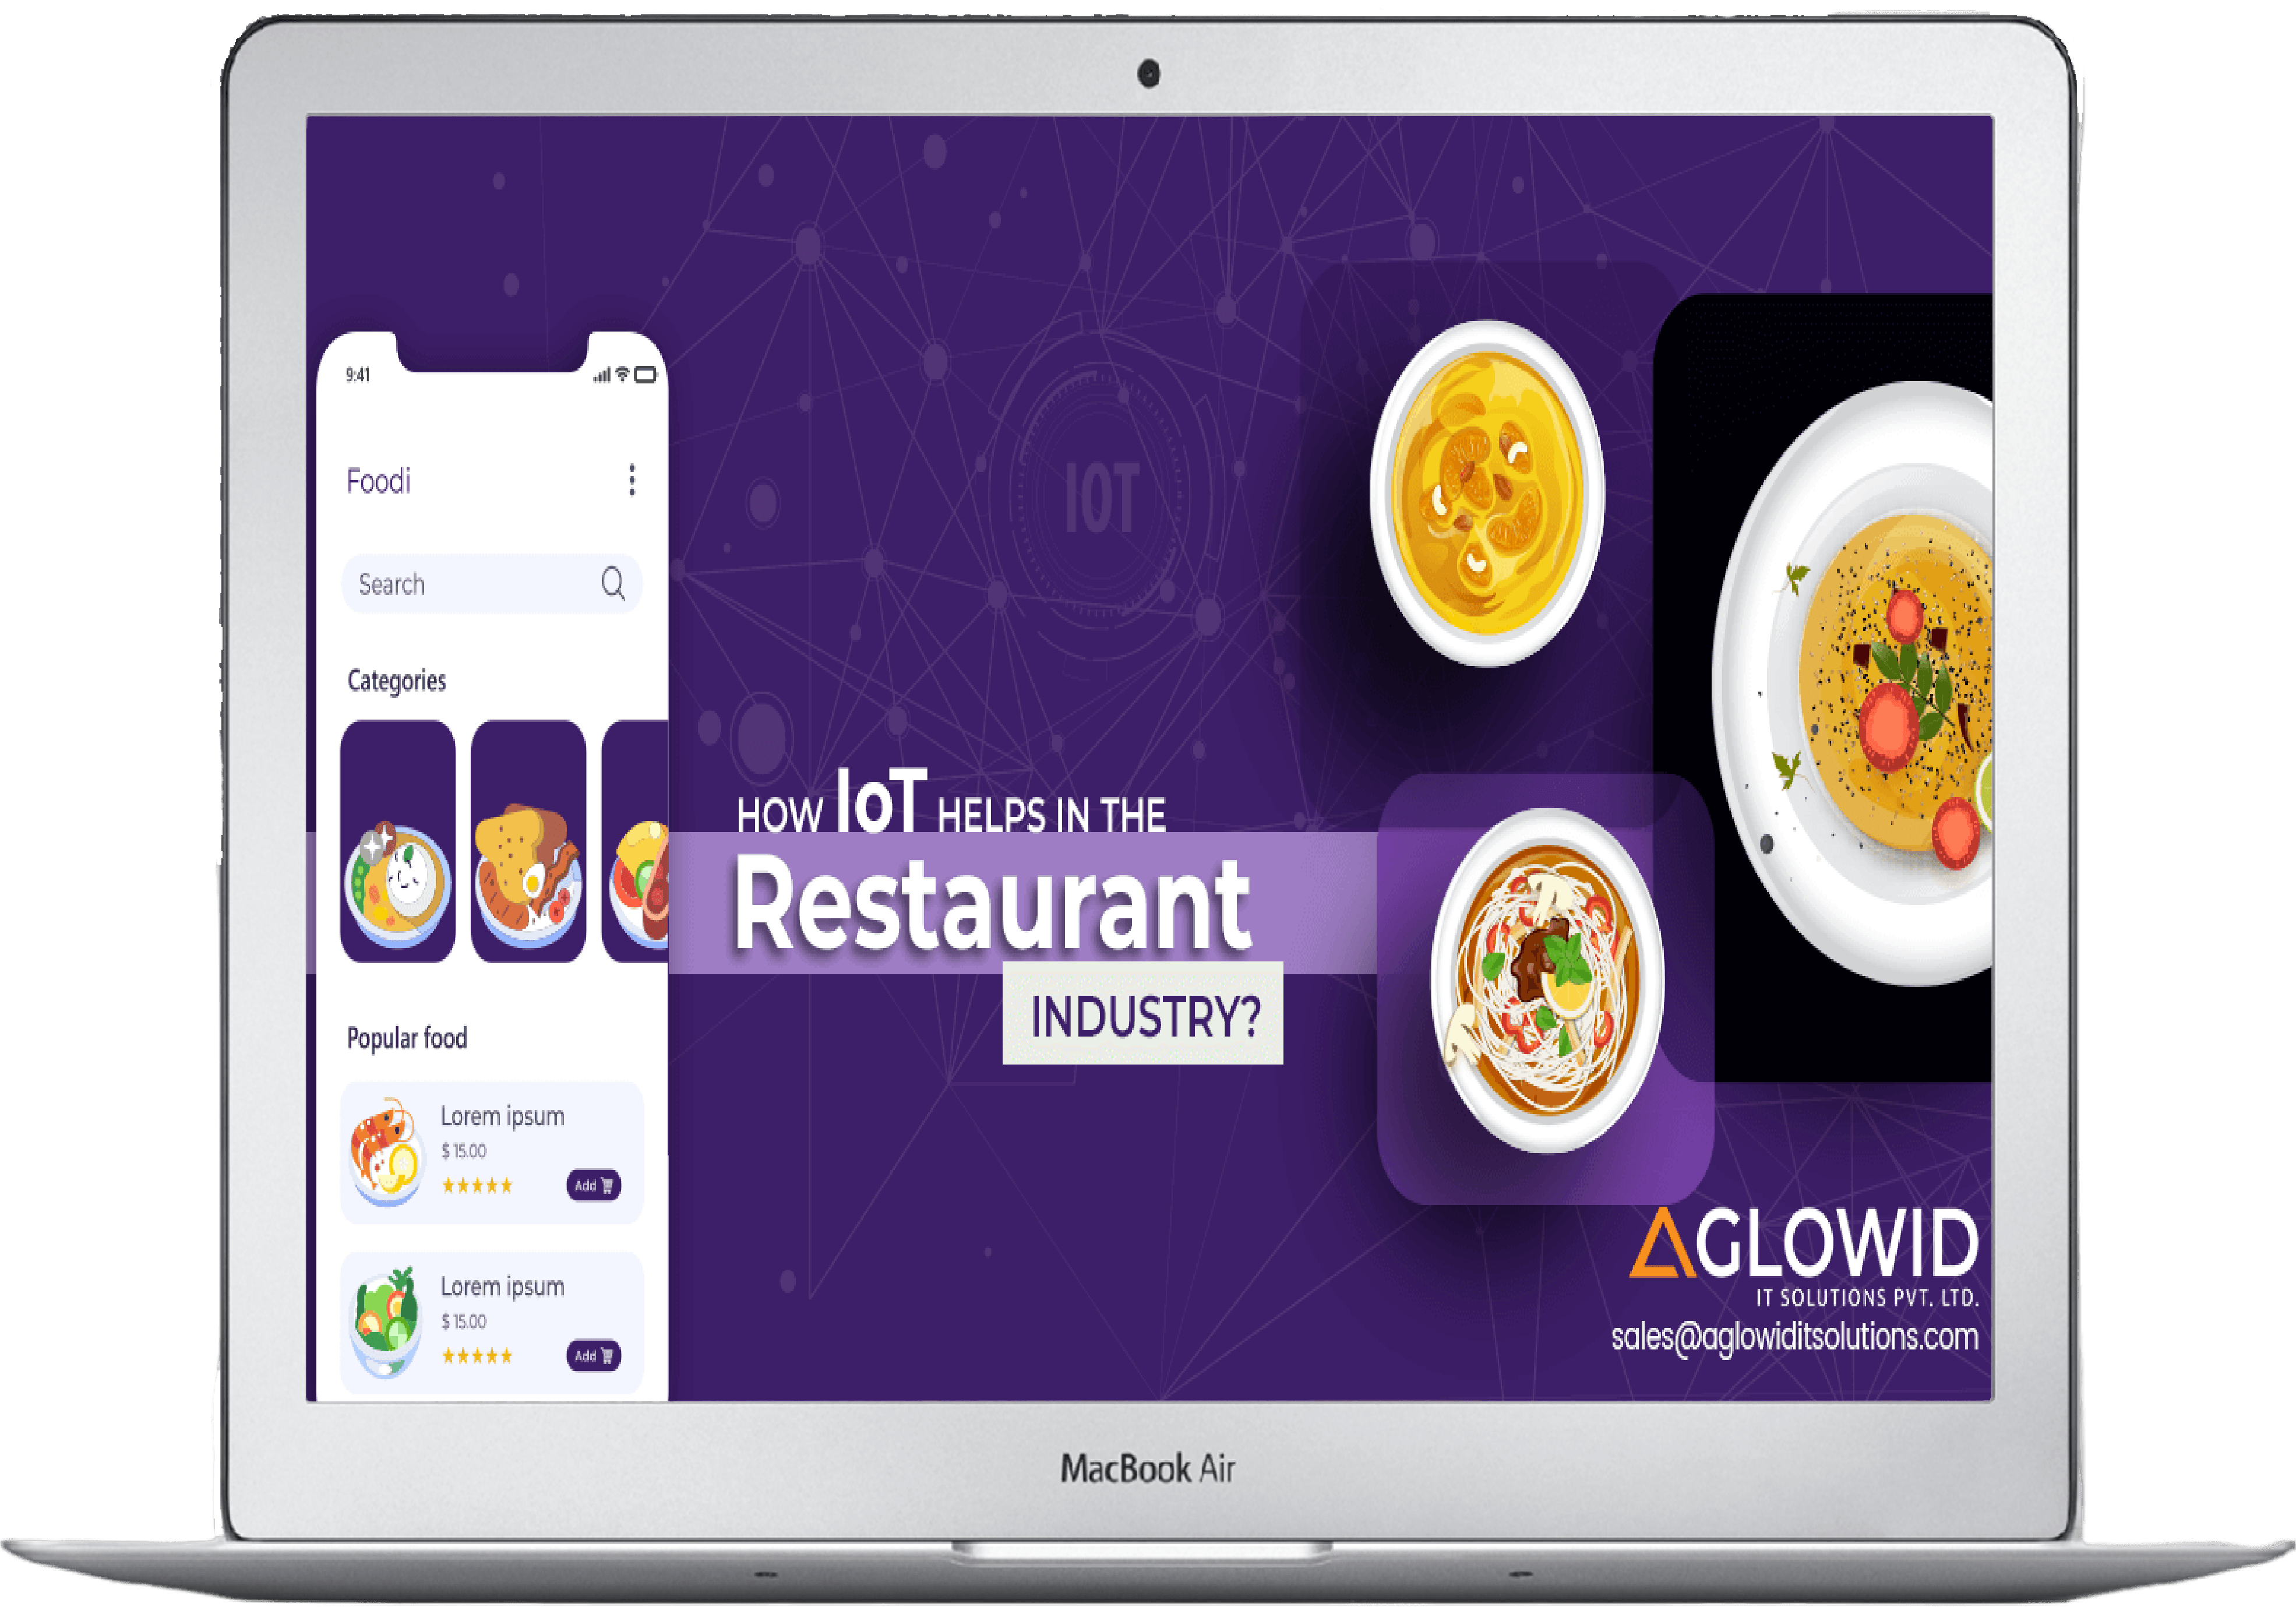 9:41
Foodi
Search
Categories
Popular food
Lorem ipsum
$ 15.00
Add
Lorem ipsum
$ 15.00
Add
IOT
HOW IoT HELPS IN THE
Restaurant
INDUSTRY?
AGLOWID
IT SOLUTIONS PVT. LTD.
sales@aglowiditsolutions.com
MacBook Air